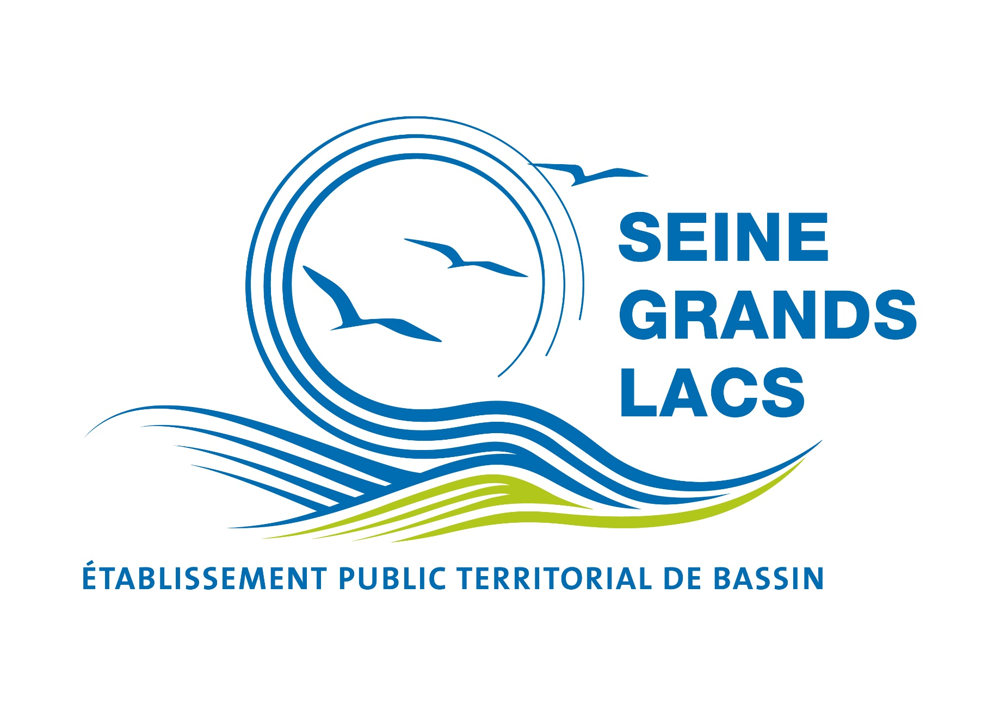 SEINE
GRANDS
LACS
ÉTABLISSEMENT PUBLIC TERRITORIAL DE BASSIN